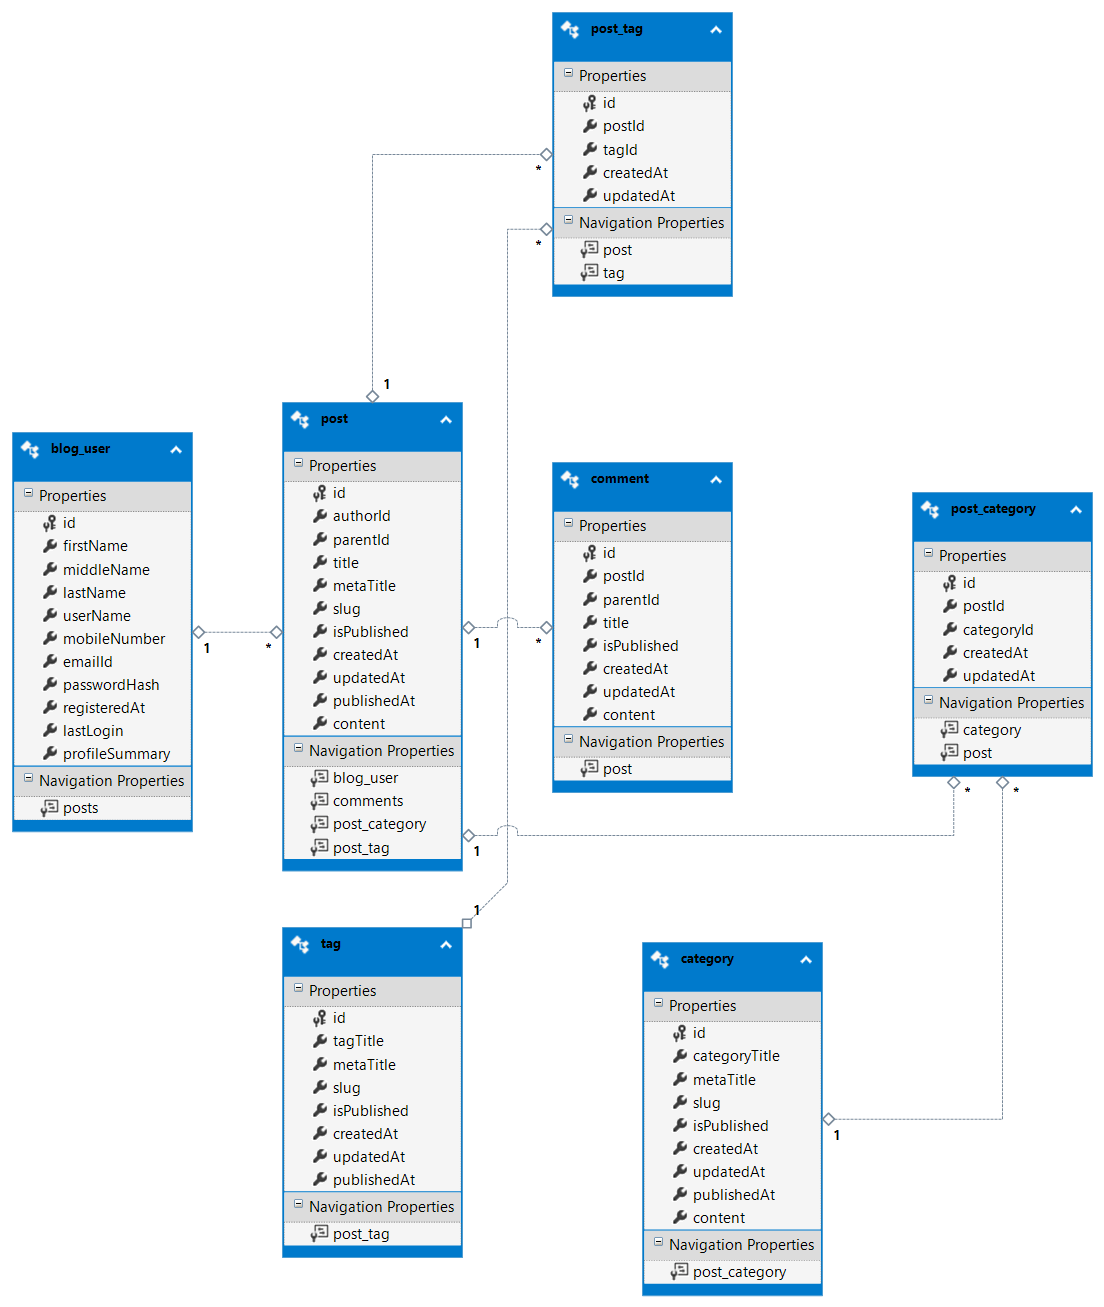 post_tag
Properties
id
postId
tagId
createdAt
updatedAt
Navigation Properties
post
tag
*
*
1
blog_user
Properties
id
firstName
middleName
lastName
userName
mobileNumber
emailId
passwordHash
registeredAt
lastLogin
profileSummary
Navigation Properties
posts
1
*
post
Properties
id
authorId
parentId
title
metaTitle
slug
isPublished
createdAt
updatedAt
publishedAt
content
Navigation Properties
blog_user
comments
post_category
post_tag
1
*
1
comment
Properties
id
postId
parentId
title
isPublished
createdAt
updatedAt
content
Navigation Properties
post
post_category
Properties
id
postId
categoryId
createdAt
updatedAt
Navigation Properties
category
post
*
*
1
tag
Properties
id
tagTitle
metaTitle
slug
isPublished
createdAt
updatedAt
publishedAt
Navigation Properties
post_tag
category
Properties
id
categoryTitle
metaTitle
slug
isPublished
createdAt
updatedAt
publishedAt
content
Navigation Properties
post_category
1